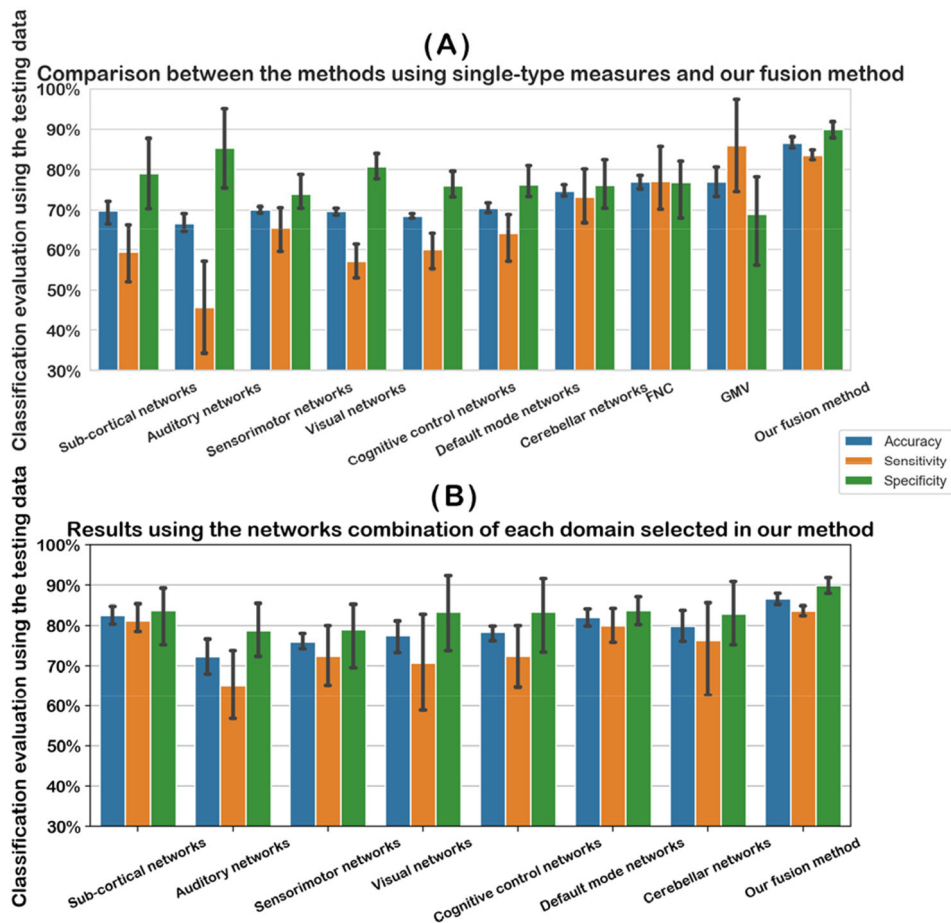 (A)
Comparison between the methods using single-type measures and our fusion method
Classification evaluation using the testing data
100%
90%
80%
70%
60%
50%
40%
30%
Sub-cortical networks
Auditory networks
Sensorimotor networks
Visual networks
Cognitive control networks
Default mode networks
Cerebellar networks
FNC
GMV
Our fusion method
Accuracy
Sensitivity
Specificity
(B)
Results using the networks combination of each domain selected in our method
Classification evaluation using the testing data
100%
90%
80%
70%
60%
50%
40%
30%
Sub-cortical networks
Auditory networks
Sensorimotor networks
Visual networks
Cognitive control networks
Default mode networks
Cerebellar networks
Our fusion method